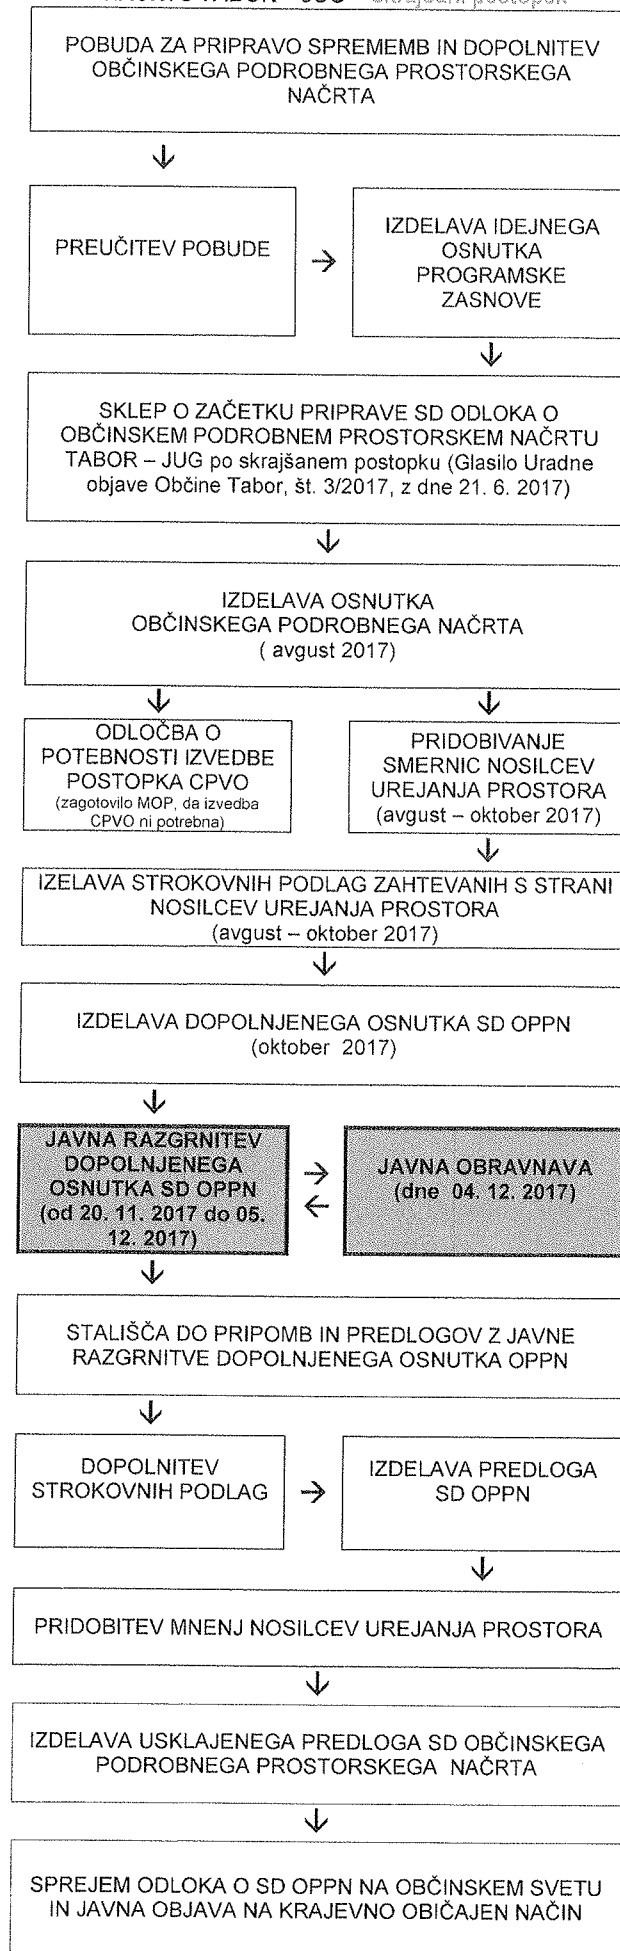 TABOR – JUG – skrajšani postopek
POBUDA ZA PRIPRAVO SPREMEMB IN DOPOLNITEV
OBČINSKEGA PODROBNEGA PROSTORSKEGA
NAČRTA
PREUČITEV POBUDE
IZDELAVA IDEJNEGA
OSNUTKA
PROGRAMSKE
ZASNOVE
SKLEP O ZAČETKU PRIPRAVE SD ODLOKA O
OBČINSKEM PODROBNEM PROSTORSKEM NAČRTU
TABOR – JUG po skrajšanem postopku (Glasilo Uradne
objave Občine Tabor, št. 3/2017, z dne 21. 6. 2017)
IZDELAVA OSNUTKA
OBČINSKEGA PODROBNEGA NAČRTA
( avgust 2017)
ODLOČBA O
POTEBNOSTI IZVEDBE
POSTOPKA CPVO
(zagotovilo MOP, da izvedba
CPVO ni potrebna)
PRIDOBIVANJE
SMERNIC NOSILCEV
UREJANJA PROSTORA
(avgust – oktober 2017)
IZELAVA STROKOVNIH PODLAG ZAHTEVANIH S STRANI
NOSILCEV UREJANJA PROSTORA
(avgust – oktober 2017)
IZDELAVA DOPOLNJENEGA OSNUTKA SD OPPN
(oktober 2017)
JAVNA RAZGRNITEV
DOPOLNJENEGA
OSNUTKA SD OPPN
(od 20. 11. 2017 do 05.
12. 2017)
JAVNA OBRAVNAVA
(dne 04. 12. 2017)
STALIŠČA DO PRIPOMB IN PREDLOGOV Z JAVNE
RAZGRNITVE DOPOLNJENEGA OSNUTKA OPPN
DOPOLNITEV
STROKOVNIH PODLAG
IZDELAVA PREDLOGA
SD OPPN
PRIDOBITEV MNENJ NOSILCEV UREJANJA PROSTORA
IZDELAVA USKLAJENEGA PREDLOGA SD OBČINSKEGA
PODROBNEGA PROSTORSKEGA NAČRTA
SPREJEM ODLOKA O SD OPPN NA OBČINSKEM SVETU
IN JAVNA OBJAVA NA KRAJEVNO OBIČAJEN NAČIN